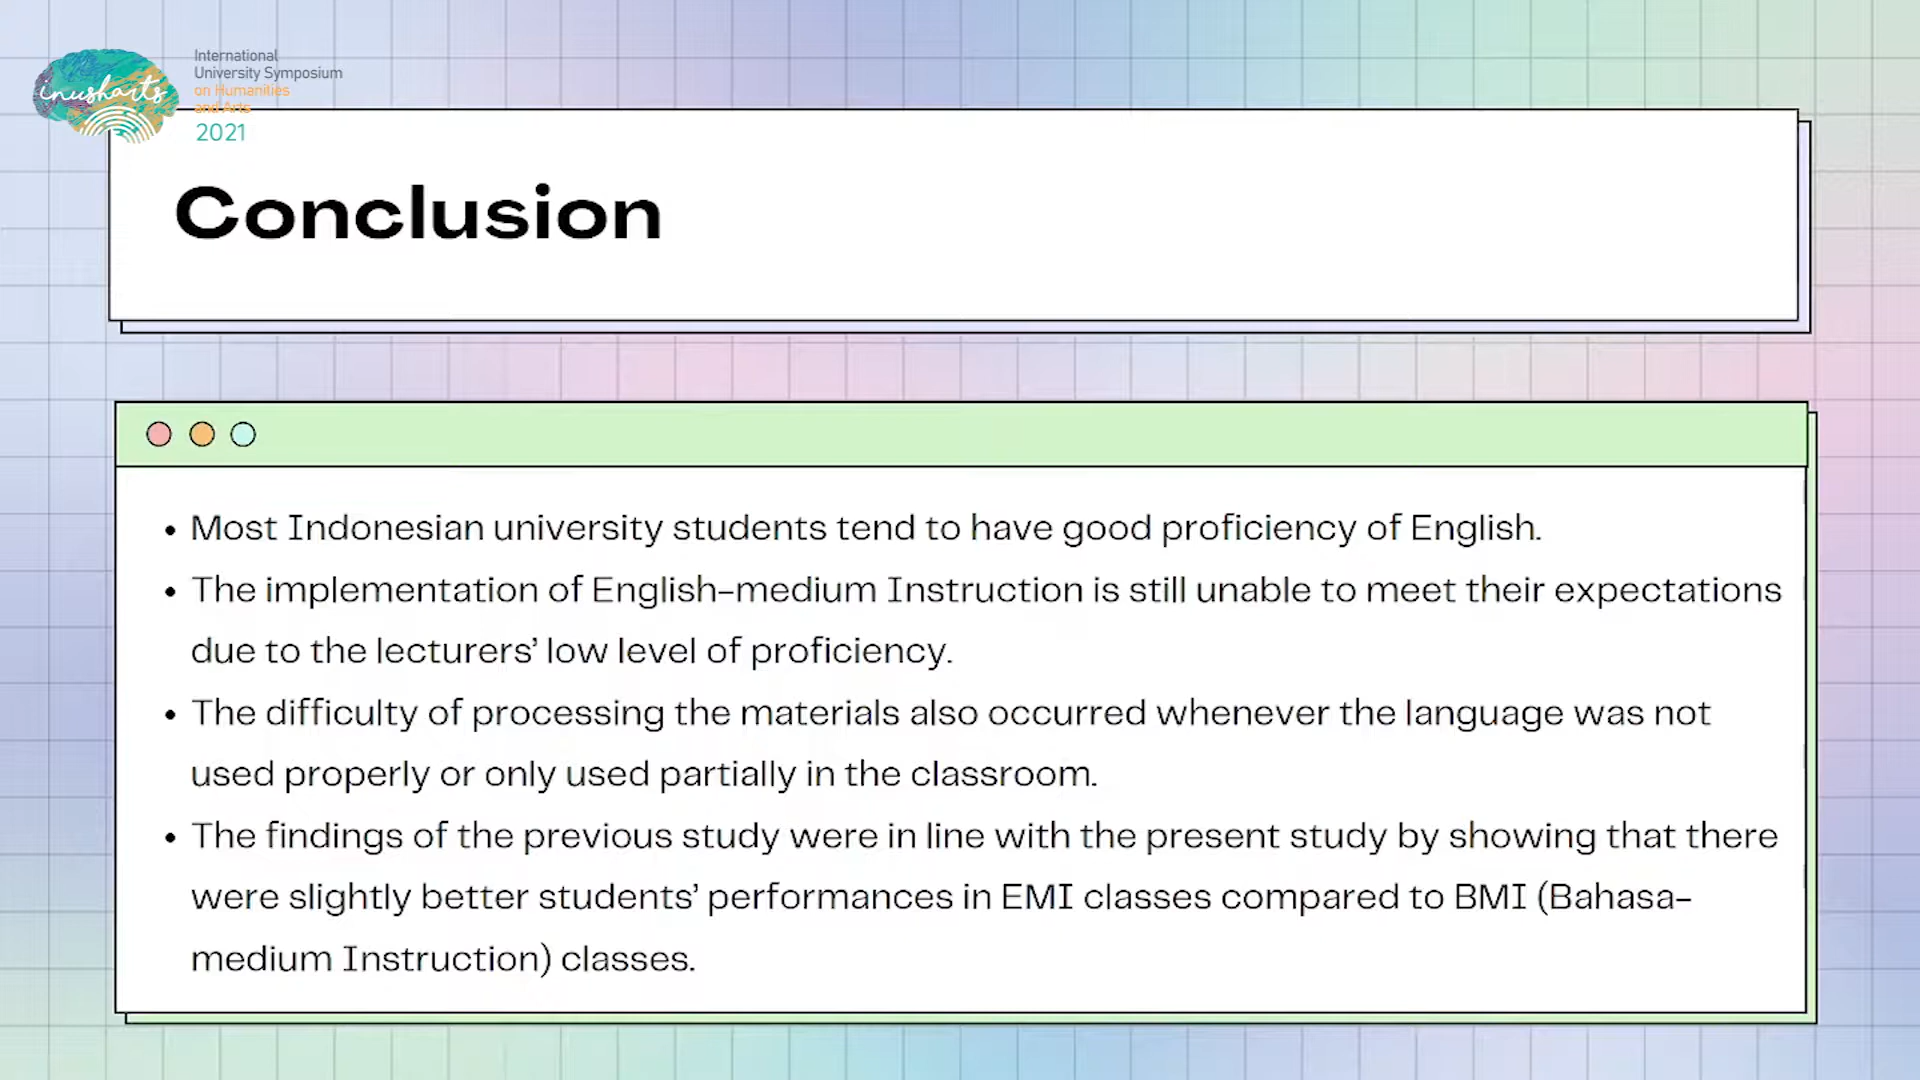 inusharts
International
University Symposium
on Humanities
and Arts
2021
Conclusion
• Most Indonesian university students tend to have good proficiency of English.
• The implementation of English-medium Instruction is still unable to meet their expectations
due to the lecturers’ low level of proficiency.
• The difficulty of processing the materials also occurred whenever the language was not
used properly or only used partially in the classroom.
• The findings of the previous study were in line with the present study by showing that there
were slightly better students’ performances in EMI classes compared to BMI (Bahasa-
medium Instruction) classes.